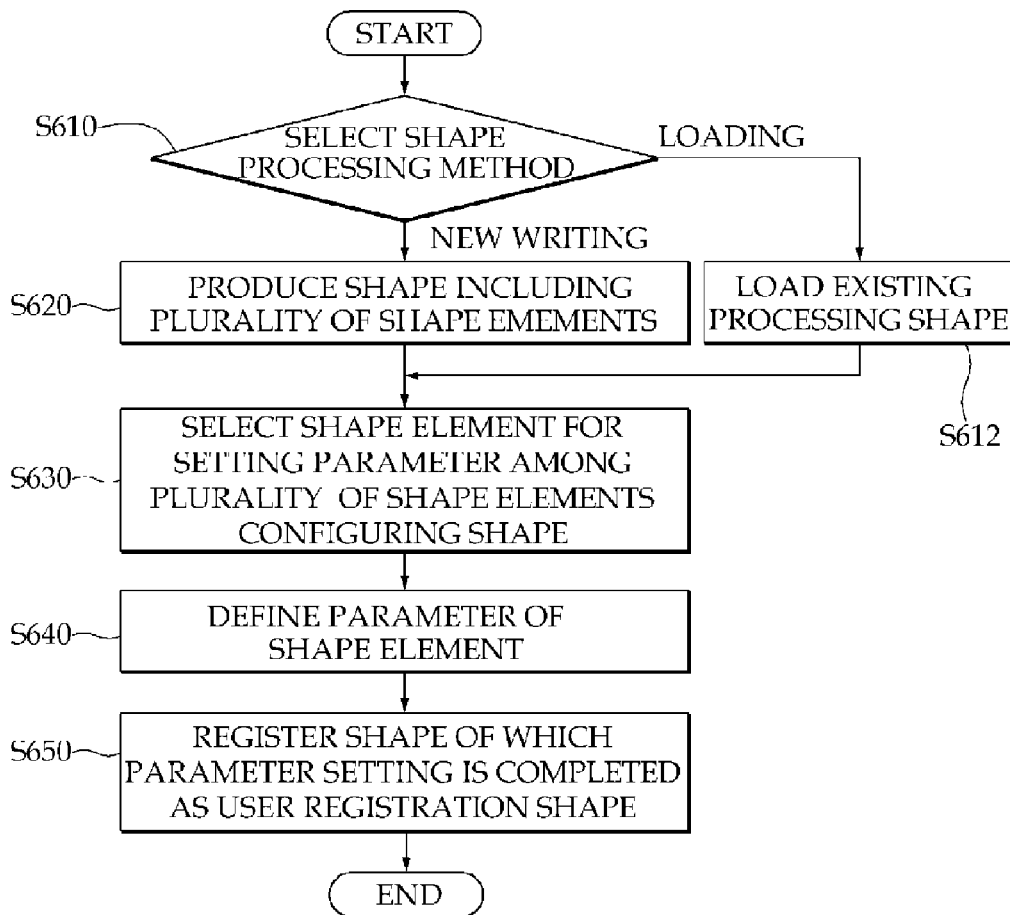 START
S610
SELECT SHAPE
PROCESSING METHOD
LOADING
NEW WRITING
S620
PRODUCE SHAPE INCLUDING
PLURALITY OF SHAPE EMEMENTS
LOAD EXISTING
PROCESSING SHAPE
S612
S630
SELECT SHAPE ELEMENT FOR
SETTING PARAMETER AMONG
PLURALITY OF SHAPE ELEMENTS
CONFIGURING SHAPE
S640
DEFINE PARAMETER OF
SHAPE ELEMENT
S650
REGISTER SHAPE OF WHICH
PARAMETER SETTING IS COMPLETED
AS USER REGISTRATION SHAPE
END